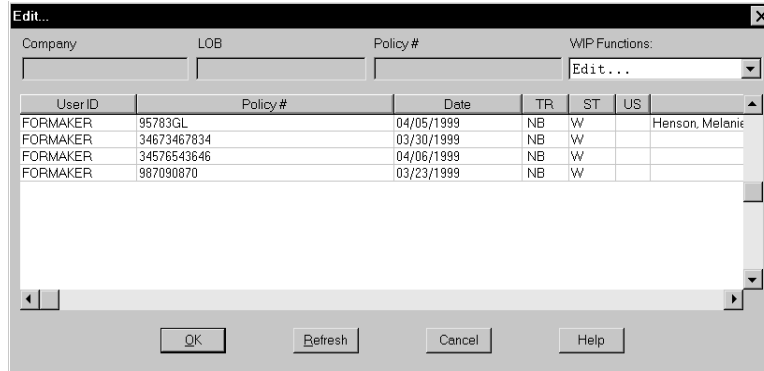 Edit...
Company LOB Policy # WIP Functions:
Edit...
User ID Policy # Date TR ST US
FORMAKER 95783GL 04/05/1999 NB W Henson, Melanie
FORMAKER 34673467834 03/30/1999 NB W
FORMAKER 34576543646 04/06/1999 NB W
FORMAKER 987090870 03/23/1999 NB W
OK Refresh Cancel Help